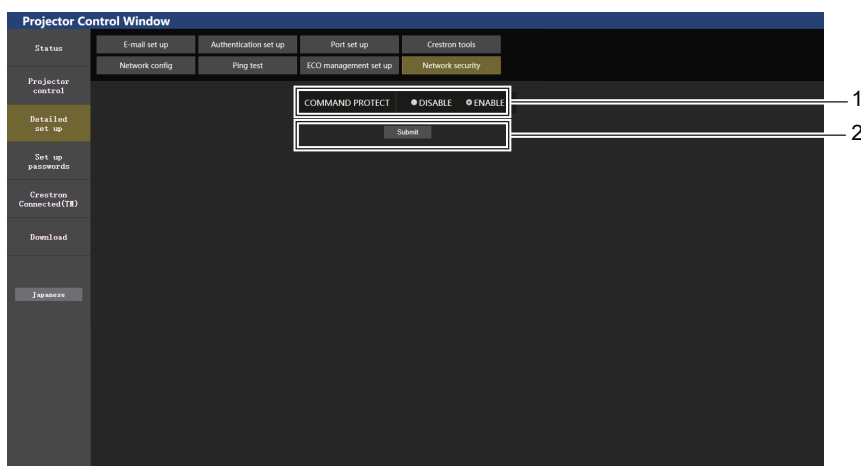 Projector Control Window
Status
E-mail set up
Authentication set up
Port set up
Crestron tools
Network config
Ping test
ECO management set up
Network security
Projector
control
Detailed
set up
Set up
passwords
Crestron
Connected(TM)
Download
Japanese
COMMAND PROTECT
DISABLE
ENABLE
1
Submit
2